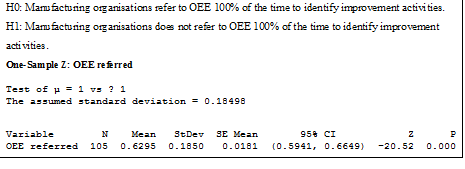 H0: Manufacturing organisations refer to OEE 100% of the time to identify improvement activities.
H1: Manufacturing organisations does not refer to OEE 100% of the time to identify improvement
activities.
One-Sample Z: OEE referred
Test of μ = 1 vs ? 1
The assumed standard deviation = 0.18498
Variable N Mean StDev SE Mean 95% CI Z P
OEE referred 105 0.6295 0.1850 0.0181 (0.5941, 0.6649) -20.52 0.000